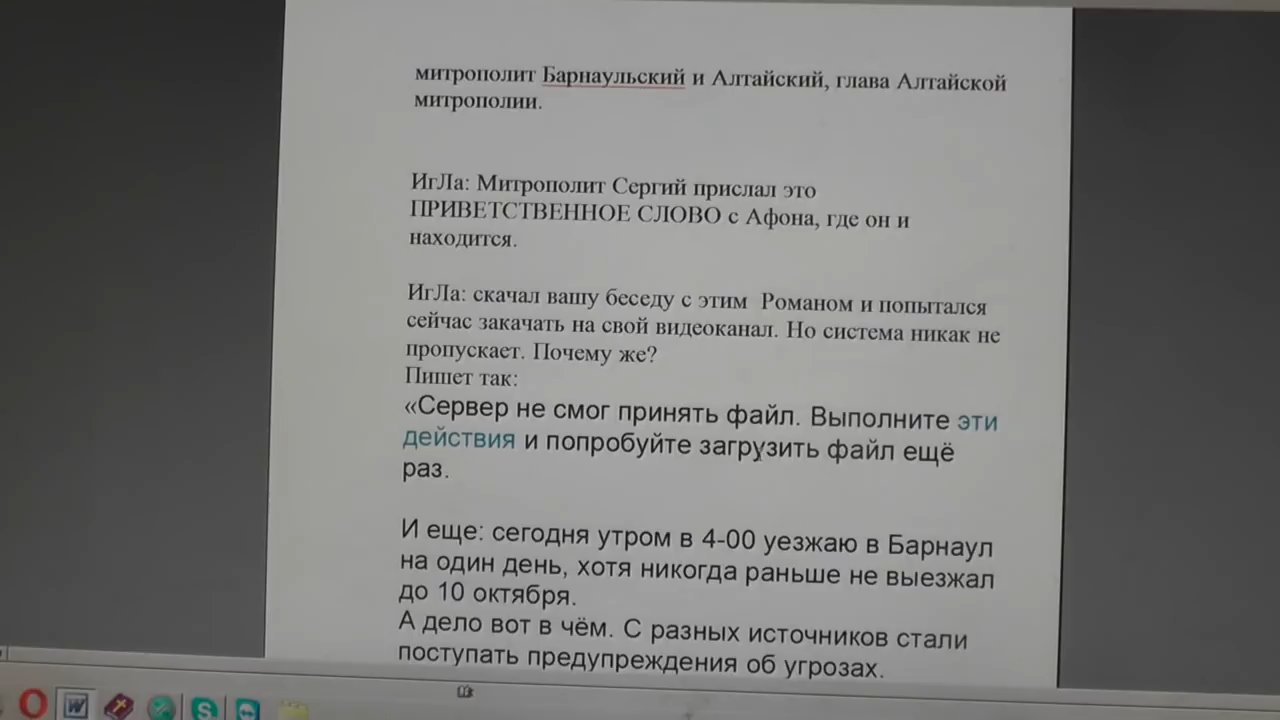 митрополит Барнаульский и Алтайский, глава Алтайской
митрополии.
ИгЛа: Митрополит Сергий прислал это
ПРИВЕТСТВЕННОЕ СЛОВО с Афона, где он и
находится.
ИгЛа: скачал вашу беседу с этим Романом и попытался
сейчас закачать на свой видеоканал. Но система никак не
пропускает. Почему же?
Пишет так:
«Сервер не смог принять файл. Выполните эти
действия и попробуйте загрузить файл ещё
раз.
И еще: сегодня утром в 4-00 уезжаю в Барнаул
на один день, хотя никогда раньше не выезжал
до 10 октября.
А дело вот в чём. С разных источников стали
поступать предупреждения об угрозах.